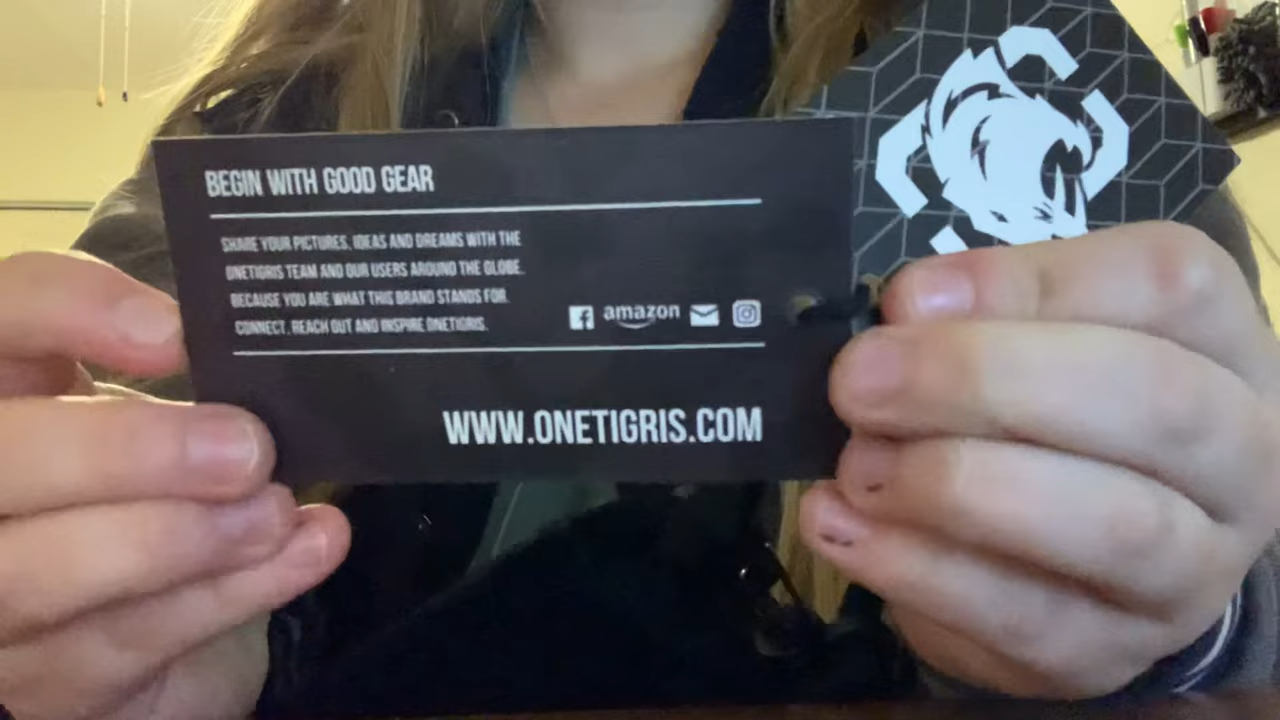 BEGIN WITH GOOD GEAR
SHARE YOUR PICTURES, IDEAS AND DREAMS WITH THE
ONETIGRIS TEAM AND OUR USERS AROUND THE GLOBE.
BECAUSE YOU ARE WHAT THIS BRAND STANDS FOR.
CONNECT, REACH OUT AND INSPIRE ONETIGRIS.
amazon
WWW.ONETIGRIS.COM